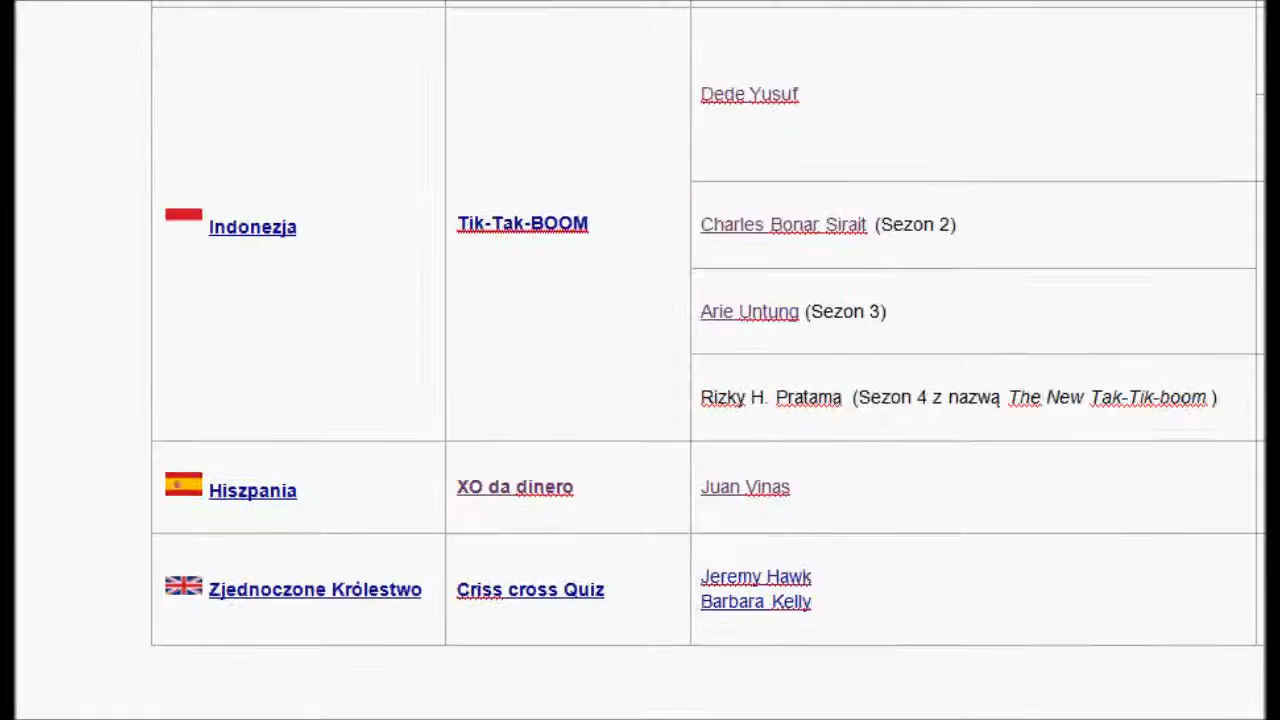 Dede Yusuf
Indonezja
Tik-Tak-BOOM
Charles Bonar Sirait (Sezon 2)
Arie Untung (Sezon 3)
Rizky H. Pratama (Sezon 4 z nazwą The New Tak-Tik-boom )
Hiszpania
XO da dinero
Juan Vinas
Zjednoczone Królestwo
Criss cross Quiz
Jeremy Hawk
Barbara Kelly